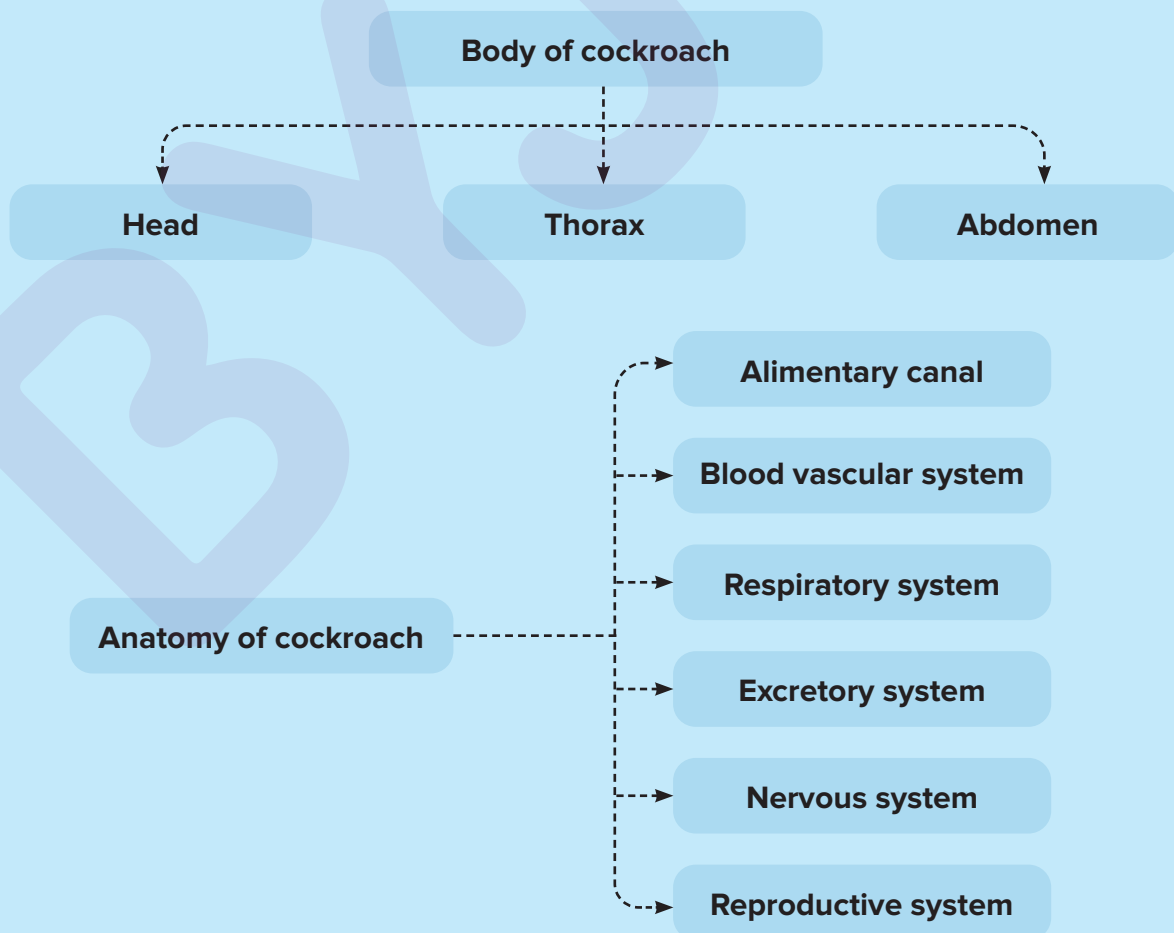 Body of cockroach
Head
Thorax
Abdomen
Alimentary canal
Blood vascular system
Respiratory system
Anatomy of cockroach
Excretory system
Nervous system
Reproductive system